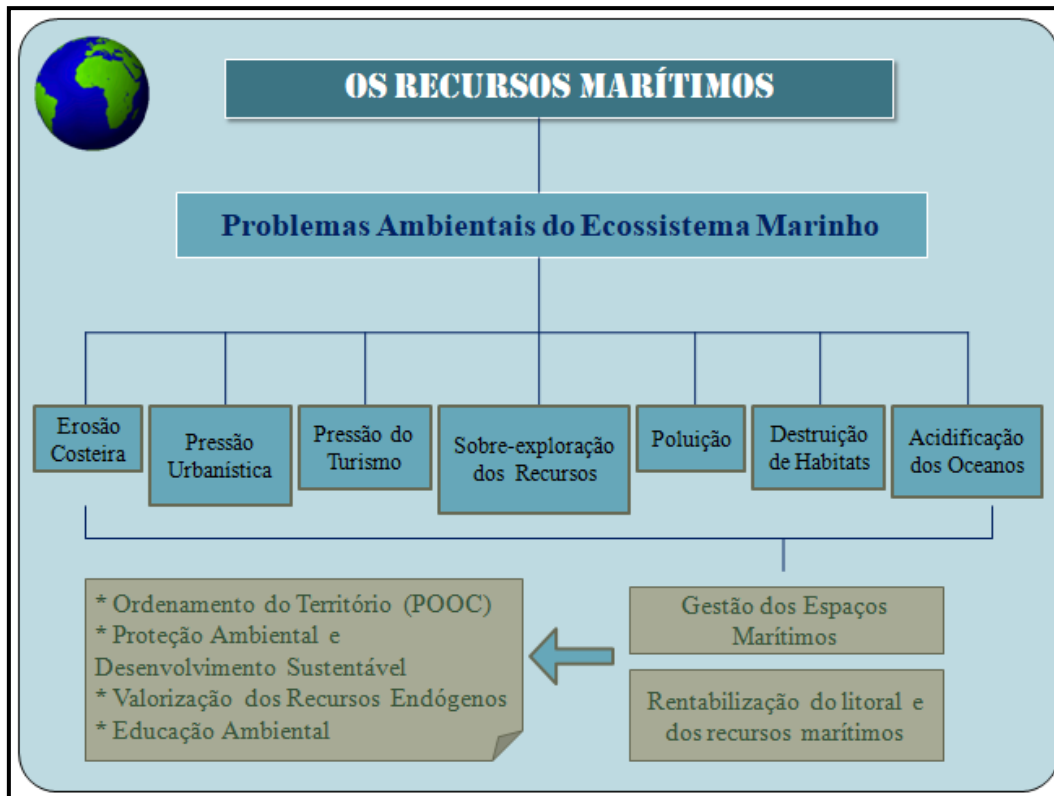 OS RECURSOS MARÍTIMOS
Problemas Ambientais do Ecossistema Marinho
Erosão
Costeira
Pressão
Urbanística
Pressão do
Turismo
Sobre-exploração
dos Recursos
Poluição
Destruição
de Habitats
Acidificação
dos Oceanos
* Ordenamento do Território (POOC)
* Proteção Ambiental e
Desenvolvimento Sustentável
* Valorização dos Recursos Endógenos
* Educação Ambiental
Gestão dos Espaços
Marítimos
Rentabilização do litoral e
dos recursos marítimos